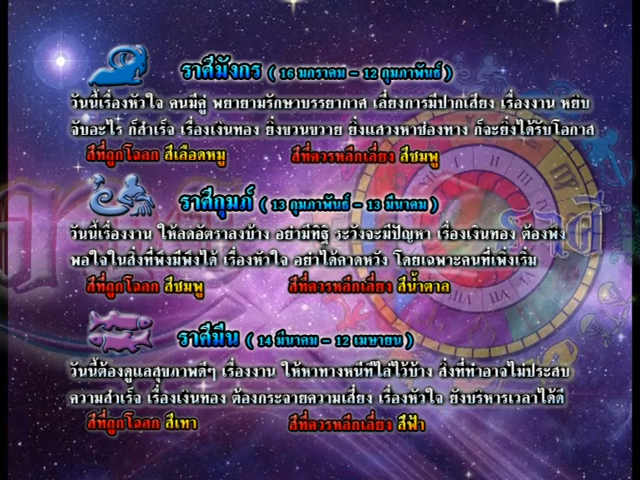 ราศีมังกร ( 16 มกราคม - 12 กุมภาพันธ์ )
วันนี้เรื่องหัวใจ คนมีคู่ พยายามรักษาบรรยากาศ เลี่ยงการมีปากเสียง เรื่องงาน หยิบ
จับอะไร ก็สำเร็จ เรื่องเงินทอง ยิ่งขวนขวาย ยิ่งแสวงหาช่องทาง ก็จะยิ่งได้รับโอกาส
สีที่ถูกโฉลก สีเลือดหมู สีที่ควรหลีกเลี่ยง สีชมพู
ราศีกุมภ์ ( 13 กุมภาพันธ์ - 13 มีนาคม )
วันนี้เรื่องงาน ให้ลดอัตราลงบ้าง อย่ามีทิฐิ ระวังจะมีปัญหา เรื่องเงินทอง ต้องพึง
พอใจในสิ่งที่พึงมีพึงได้ เรื่องหัวใจ อย่าได้คาดหวัง โดยเฉพาะคนที่เพิ่งเริ่ม
สีที่ถูกโฉลก สีชมพู สีที่ควรหลีกเลี่ยง สีน้ำตาล
ราศีมีน ( 14 มีนาคม - 12 เมษายน )
วันนี้ต้องดูแลสุขภาพดีๆ เรื่องงาน ให้หาทางหนีทีไล่ไว้บ้าง สิ่งที่ทำอาจไม่ประสบ
ความสำเร็จ เรื่องเงินทอง ต้องกระจายความเสี่ยง เรื่องหัวใจ ยังบริหารเวลาได้ดี
สีที่ถูกโฉลก สีเทา สีที่ควรหลีกเลี่ยง สีฟ้า